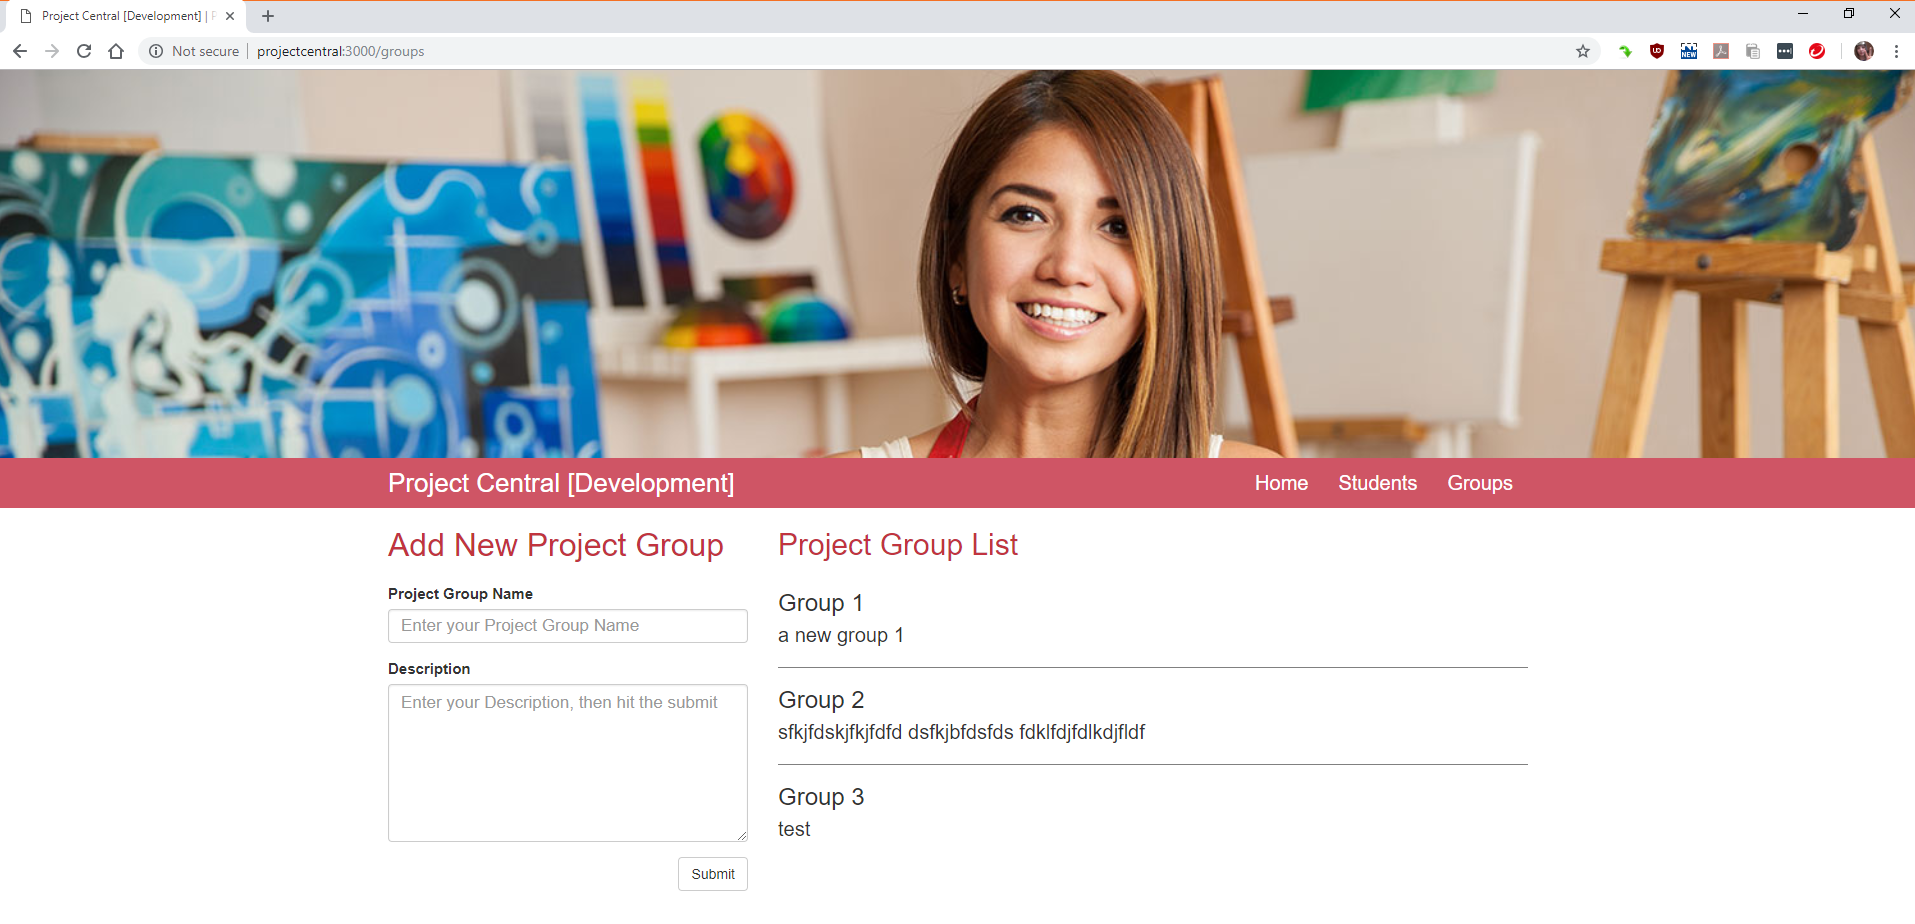 Project Central [Development] | P
Not secure | projectcentral:3000/groups
UD
NEW
Project Central [Development]
Home Students Groups
Add New Project Group
Project Group Name
Enter your Project Group Name
Description
Enter your Description, then hit the submit
Submit
Project Group List
Group 1
a new group 1
Group 2
sfkjfdskjfkjfdfd dsfkjbfdsfds fdklfdjfdlkdjfldf
Group 3
test